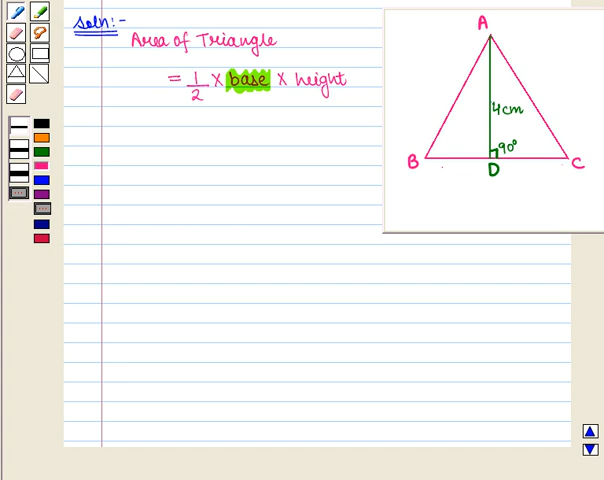 Soln:-
Area of Triangle
= 1/2 × base × height
A
4cm
90°
B
D
C